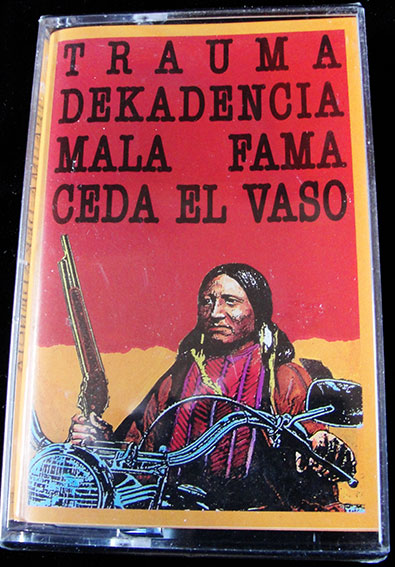 TRAUMA
DEKADENCIA
MALA FAMA
CEDA EL VASO